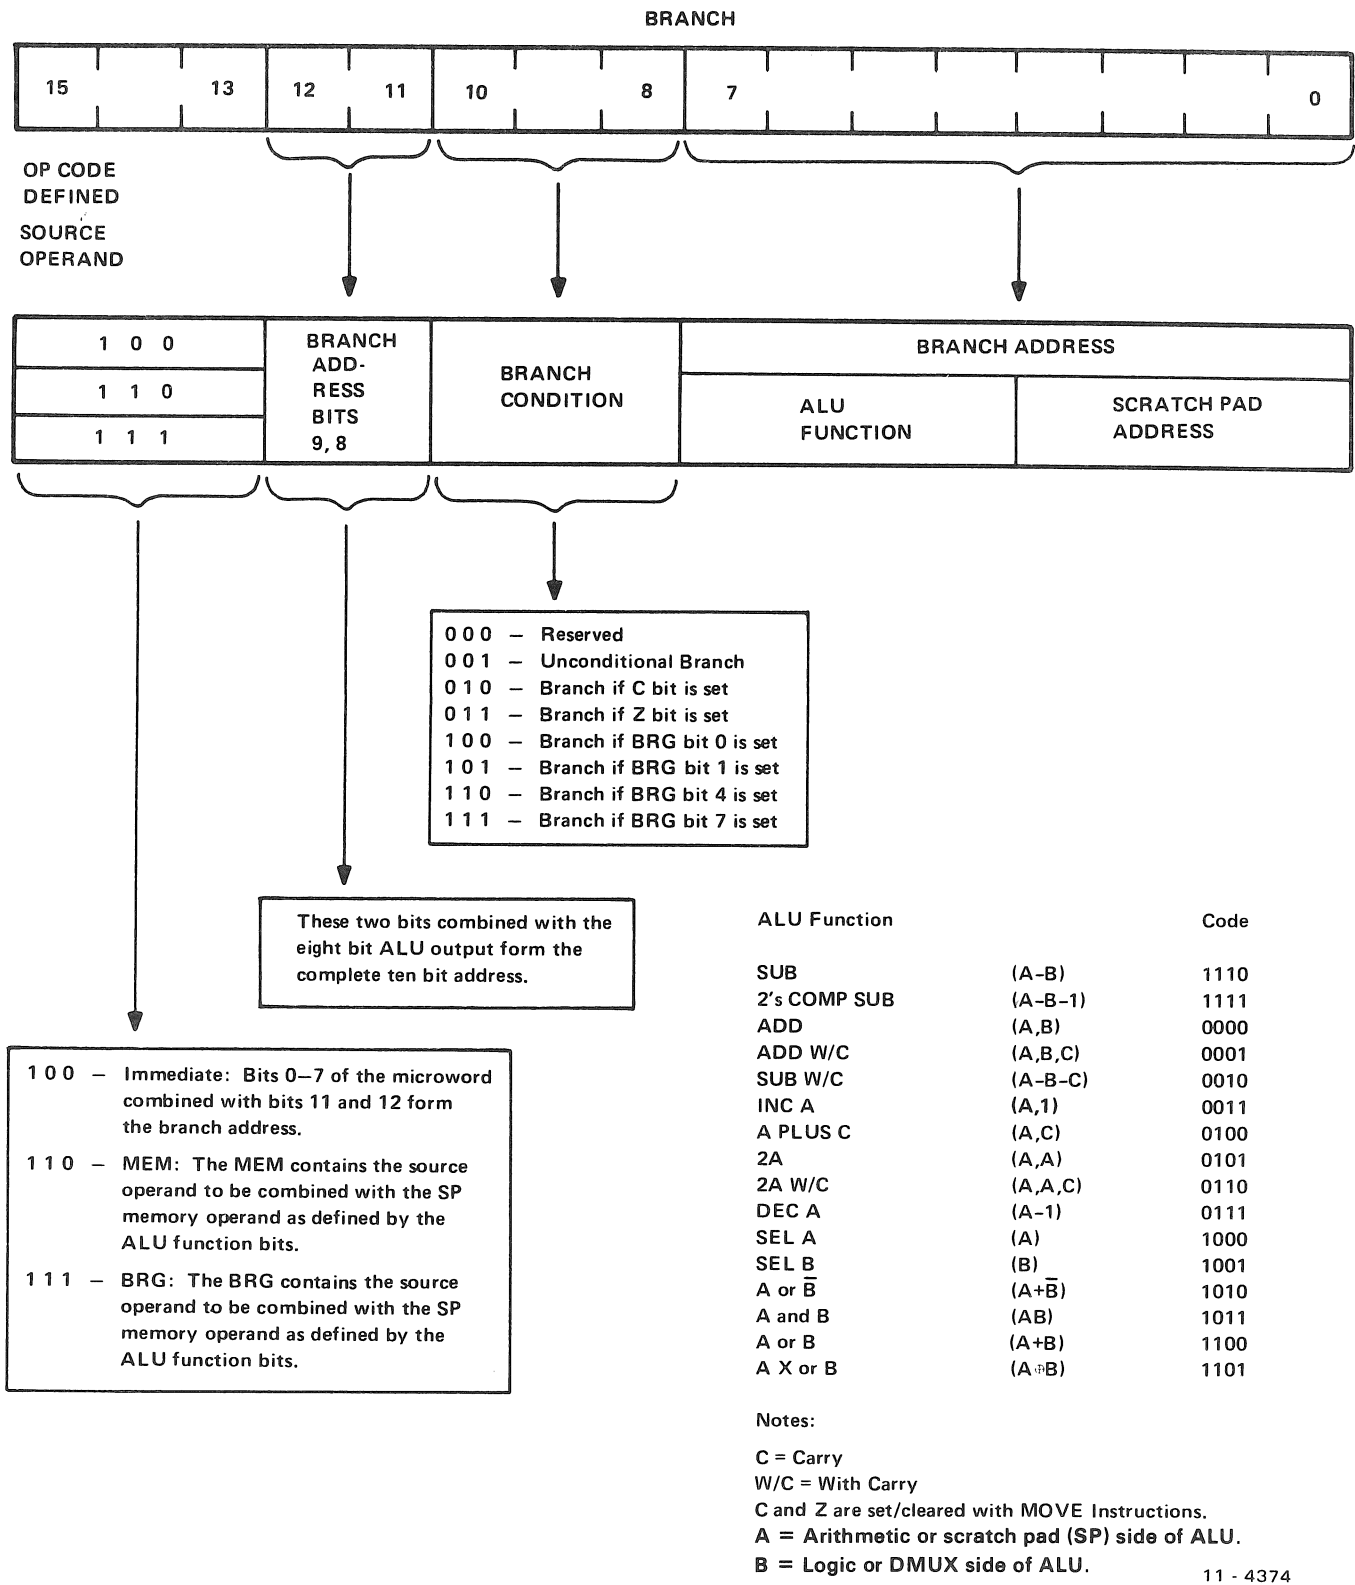 BRANCH
15 13 12 11 10 8 7 0
OP CODE
DEFINED
SOURCE
OPERAND
1 0 0
1 1 0
1 1 1
BRANCH
ADD-
RESS
BITS
9, 8
BRANCH
CONDITION
BRANCH ADDRESS
ALU
FUNCTION
SCRATCH PAD
ADDRESS
0 0 0 – Reserved
0 0 1 – Unconditional Branch
0 1 0 – Branch if C bit is set
0 1 1 – Branch if Z bit is set
1 0 0 – Branch if BRG bit 0 is set
1 0 1 – Branch if BRG bit 1 is set
1 1 0 – Branch if BRG bit 4 is set
1 1 1 – Branch if BRG bit 7 is set
These two bits combined with the
eight bit ALU output form the
complete ten bit address.
1 0 0 – Immediate: Bits 0–7 of the microword
combined with bits 11 and 12 form
the branch address.
1 1 0 – MEM: The MEM contains the source
operand to be combined with the SP
memory operand as defined by the
ALU function bits.
1 1 1 – BRG: The BRG contains the source
operand to be combined with the SP
memory operand as defined by the
ALU function bits.
ALU Function Code
SUB (A-B) 1110
2's COMP SUB (A-B-1) 1111
ADD (A,B) 0000
ADD W/C (A,B,C) 0001
SUB W/C (A-B-C) 0010
INC A (A,1) 0011
A PLUS C (A,C) 0100
2A (A,A) 0101
2A W/C (A,A,C) 0110
DEC A (A-1) 0111
SEL A (A) 1000
SEL B (B) 1001
A or B̅ (A+B̅) 1010
A and B (AB) 1011
A or B (A+B) 1100
A X or B (A⊕B) 1101
Notes:
C = Carry
W/C = With Carry
C and Z are set/cleared with MOVE Instructions.
A = Arithmetic or scratch pad (SP) side of ALU.
B = Logic or DMUX side of ALU.
11 - 4374